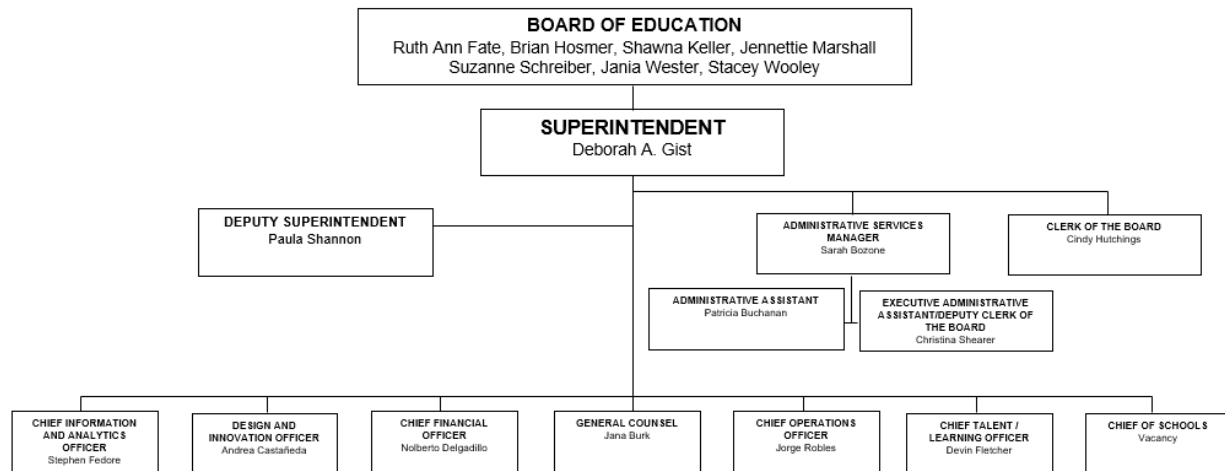 BOARD OF EDUCATION
Ruth Ann Fate, Brian Hosmer, Shawna Keller, Jennettie Marshall
Suzanne Schreiber, Jania Wester, Stacey Wooley
SUPERINTENDENT
Deborah A. Gist
DEPUTY SUPERINTENDENT
Paula Shannon
ADMINISTRATIVE SERVICES
MANAGER
Sarah Bozone
CLERK OF THE BOARD
Cindy Hutchings
ADMINISTRATIVE ASSISTANT
Patricia Buchanan
EXECUTIVE ADMINISTRATIVE
ASSISTANT/DEPUTY CLERK OF
THE BOARD
Christina Shearer
CHIEF INFORMATION
AND ANALYTICS
OFFICER
Stephen Fedore
DESIGN AND
INNOVATION OFFICER
Andrea Castañeda
CHIEF FINANCIAL
OFFICER
Nolberto Delgadillo
GENERAL COUNSEL
Jana Burk
CHIEF OPERATIONS
OFFICER
Jorge Robles
CHIEF TALENT /
LEARNING OFFICER
Devin Fletcher
CHIEF OF SCHOOLS
Vacancy